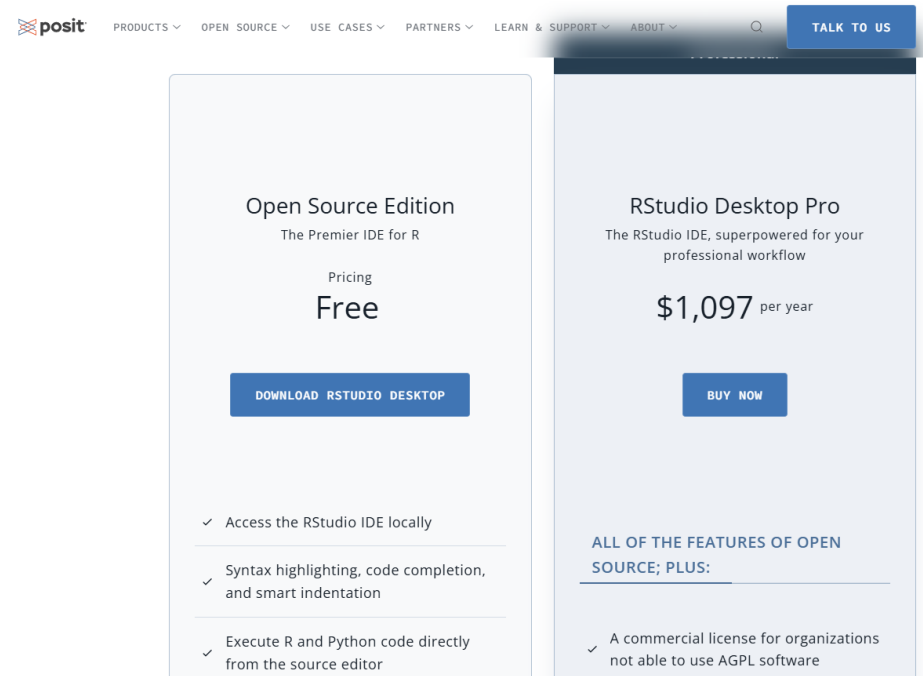 posit
PRODUCTS
OPEN SOURCE
USE CASES
PARTNERS
LEARN & SUPPORT
ABOUT
TALK TO US
Open Source Edition
The Premier IDE for R
Pricing
Free
DOWNLOAD RSTUDIO DESKTOP
Access the RStudio IDE locally
Syntax highlighting, code completion,
and smart indentation
Execute R and Python code directly
from the source editor
Professional
RStudio Desktop Pro
The RStudio IDE, superpowered for your
professional workflow
$1,097 per year
BUY NOW
ALL OF THE FEATURES OF OPEN
SOURCE; PLUS:
A commercial license for organizations
not able to use AGPL software